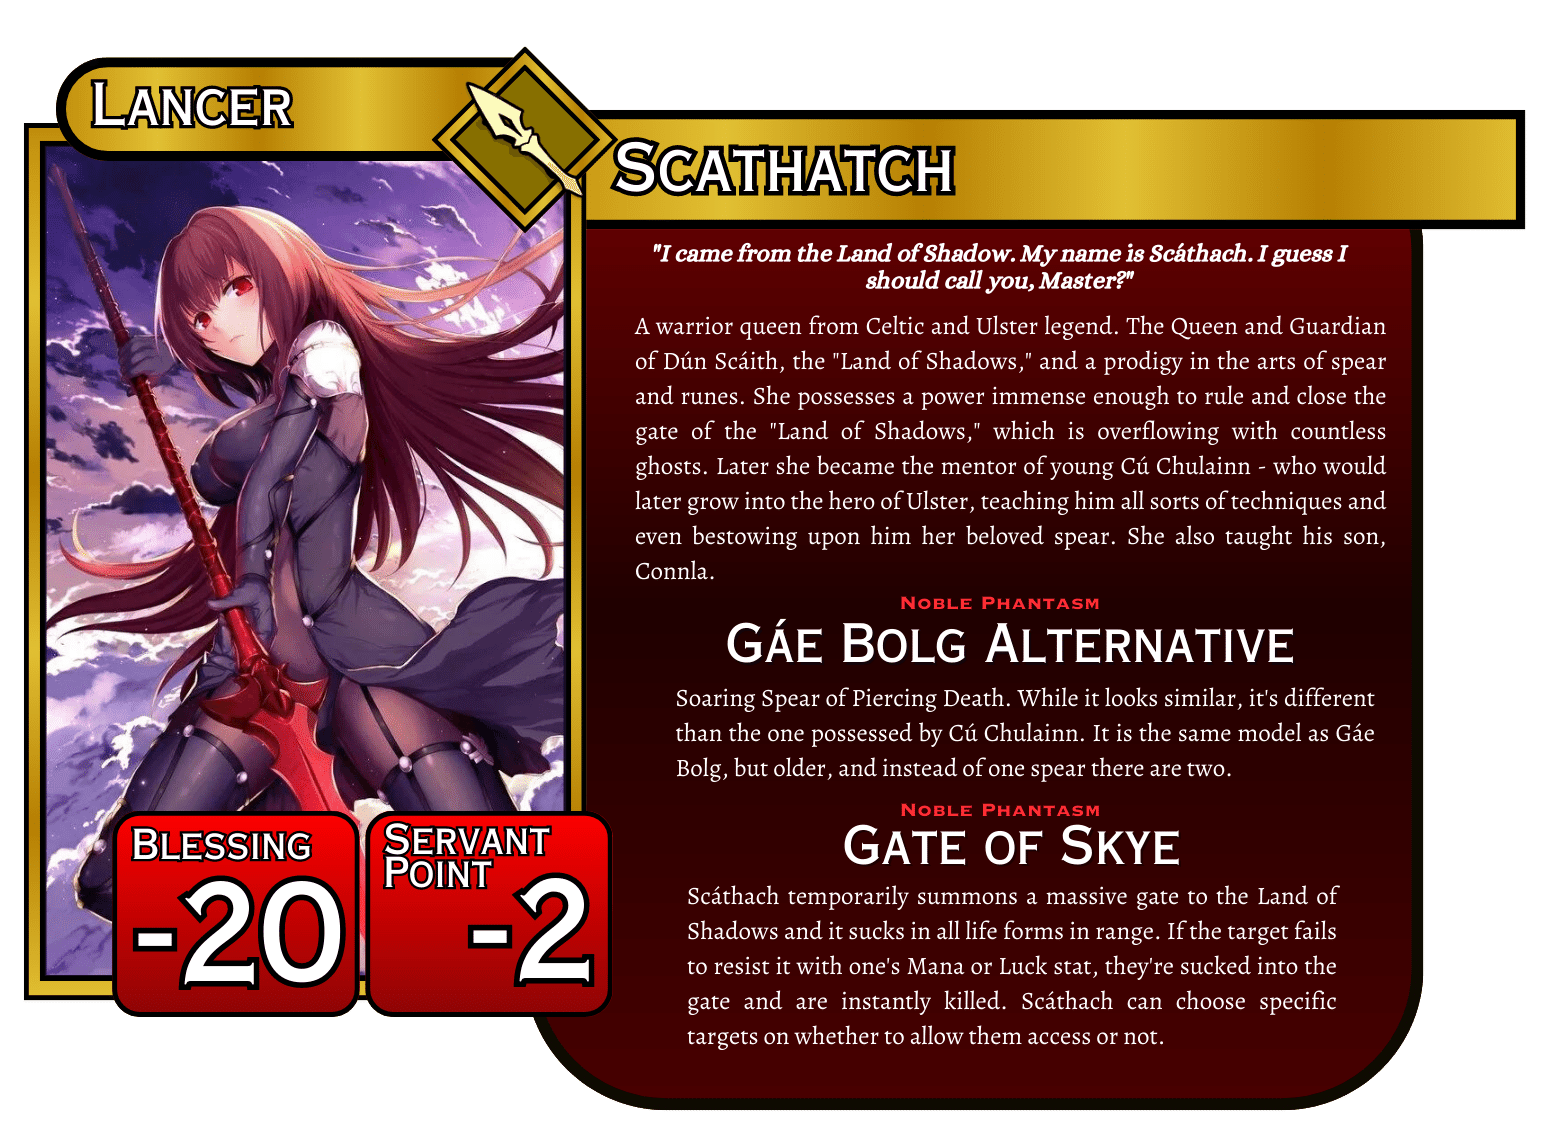 LANCER
SCATHATCH
"I came from the Land of Shadow. My name is Scáthach. I guess I
should call you, Master?"
A warrior queen from Celtic and Ulster legend. The Queen and Guardian
of Dún Scáith, the "Land of Shadows," and a prodigy in the arts of spear
and runes. She possesses a power immense enough to rule and close the
gate of the "Land of Shadows," which is overflowing with countless
ghosts. Later she became the mentor of young Cú Chulainn - who would
later grow into the hero of Ulster, teaching him all sorts of techniques and
even bestowing upon him her beloved spear. She also taught his son,
Connla.
NOBLE PHANTASM
GÁE BOLG ALTERNATIVE
Soaring Spear of Piercing Death. While it looks similar, it's different
than the one possessed by Cú Chulainn. It is the same model as Gáe
Bolg, but older, and instead of one spear there are two.
NOBLE PHANTASM
GATE OF SKYE
Scáthach temporarily summons a massive gate to the Land of
Shadows and it sucks in all life forms in range. If the target fails
to resist it with one's Mana or Luck stat, they're sucked into the
gate and are instantly killed. Scáthach can choose specific
targets on whether to allow them access or not.
BLESSING
-20
SERVANT
POINT
-2